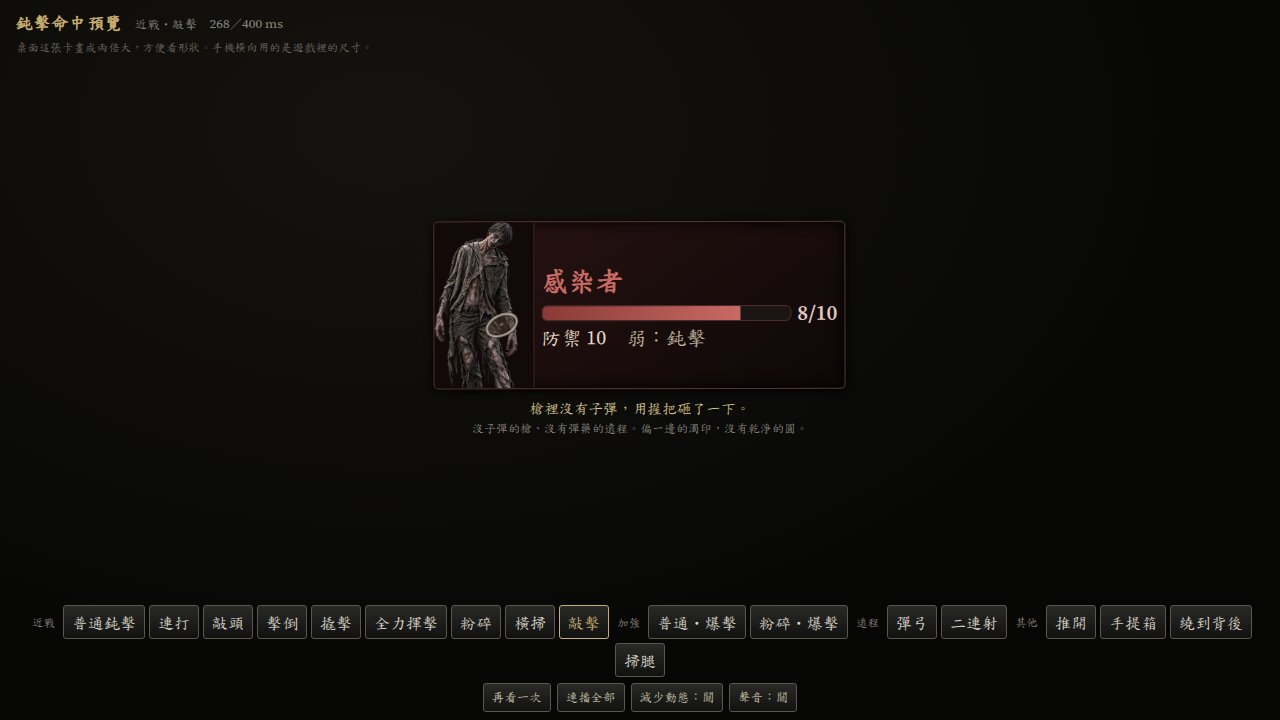 鈍擊命中預覽 近戰・敲擊 268／400 ms
桌面這張卡畫成兩倍大，方便看形狀。手機橫向用的是遊戲裡的尺寸。
感染者
8/10
防禦 10 弱：鈍擊
槍裡沒有子彈，用握把砸了一下。
沒子彈的槍、沒有彈藥的遠程。偏一邊的濁印，沒有乾淨的圓。
近戰 普通鈍擊 連打 敲頭 擊倒 撬擊 全力揮擊 粉碎 橫掃 敲擊 加強 普通・爆擊 粉碎・爆擊 遠程 彈弓 二連射 其他 推開 手提箱 繞到背後
掃腿
再看一次 連播全部 減少動態：關 聲音：關